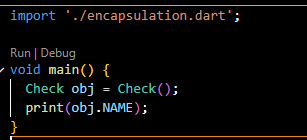 import './encapsulation.dart';
Run | Debug
void main() {
Check obj = Check();
print(obj.NAME);
}